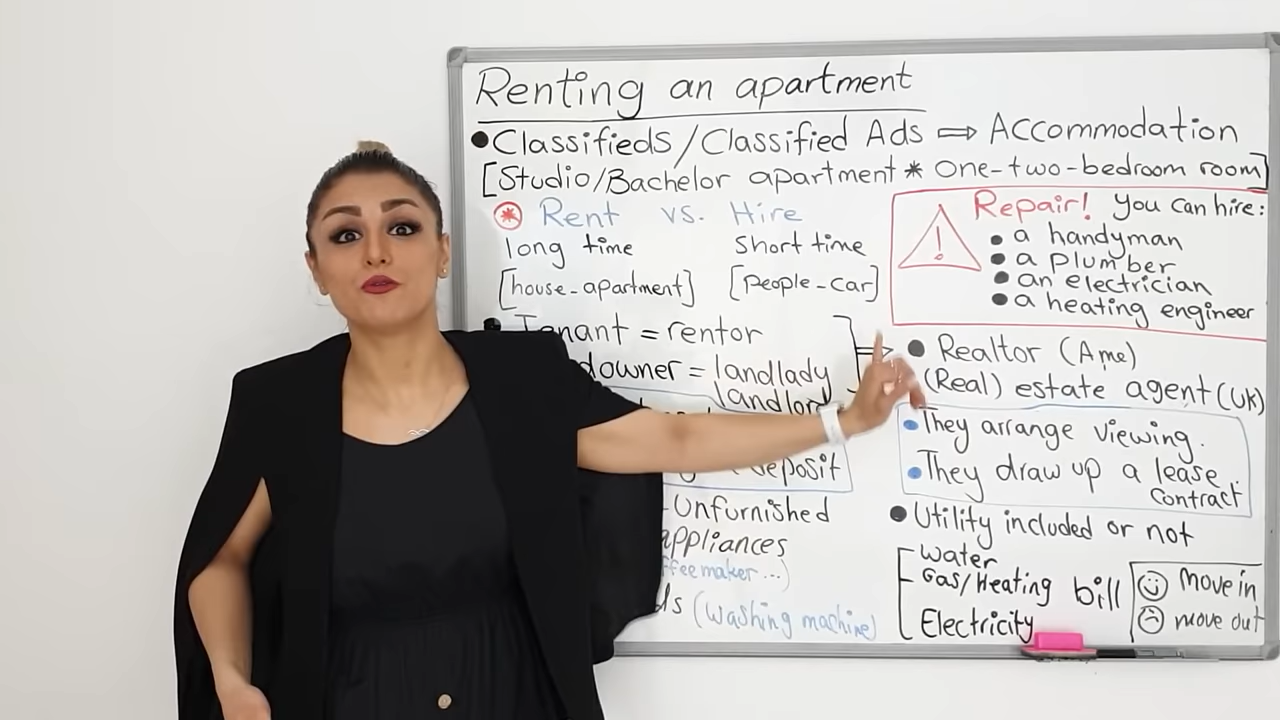 Renting an apartment
Classifieds/Classified Ads ⇒ Accommodation
[Studio/Bachelor apartment * One-two-bedroom room]
Rent vs. Hire
long time short time
[house-apartment] [people-car]
Tenant = rentor
downer = landlady
landlord
deposit
-Unfurnished
appliances
ffeemaker...)
ds (washing machine)
Repair! You can hire:
a handyman
a plumber
an electrician
a heating engineer
Realtor (Ame)
(Real) estate agent (UK)
They arrange viewing.
They draw up a lease
contract
Utility included or not
water
Gas/Heating bill
Electricity
move in
move out